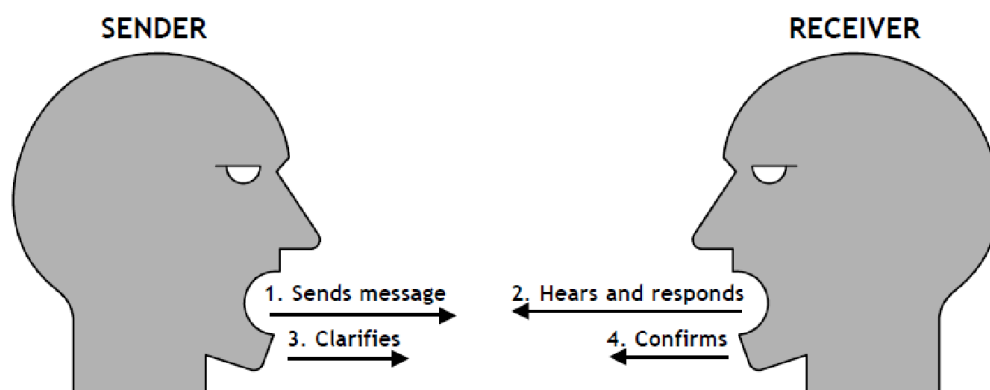 SENDER
RECEIVER
1. Sends message
2. Hears and responds
3. Clarifies
4. Confirms